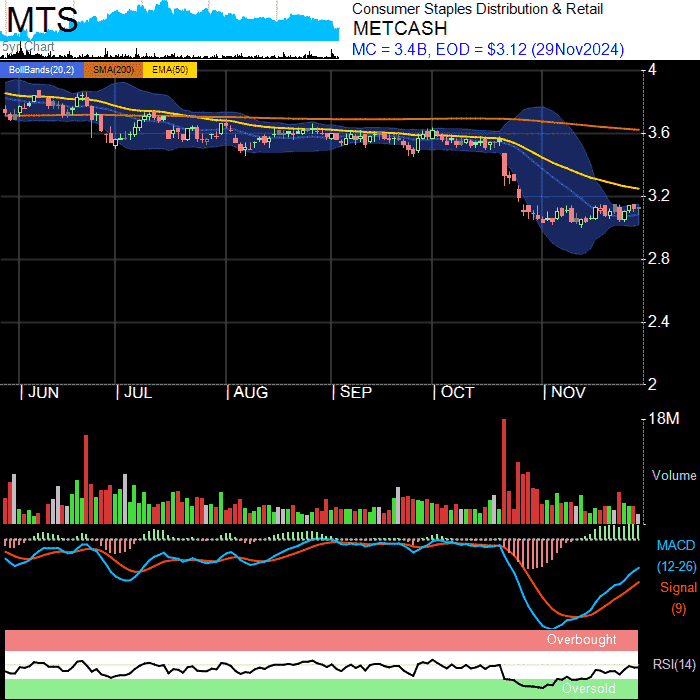 MTS
5yr Chart
Consumer Staples Distribution & Retail
METCASH
MC = 3.4B, EOD = $3.12 (29Nov2024)
BollBands(20,2) SMA(200) EMA(50)
4
3.6
3.2
2.8
2.4
2
JUN JUL AUG SEP OCT NOV
18M
Volume
MACD
(12-26)
Signal
(9)
Overbought
RSI(14)
Oversold